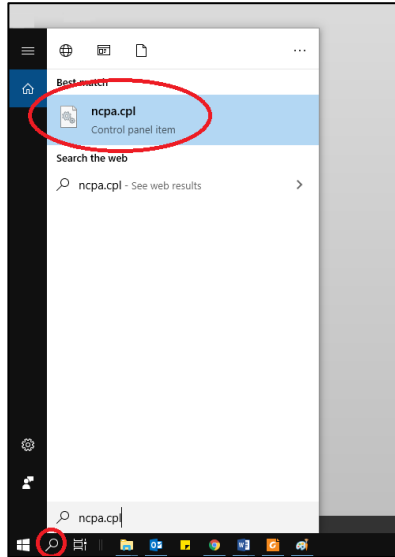 Best match
ncpa.cpl
Control panel item
Search the web
ncpa.cpl - See web results
ncpa.cpl